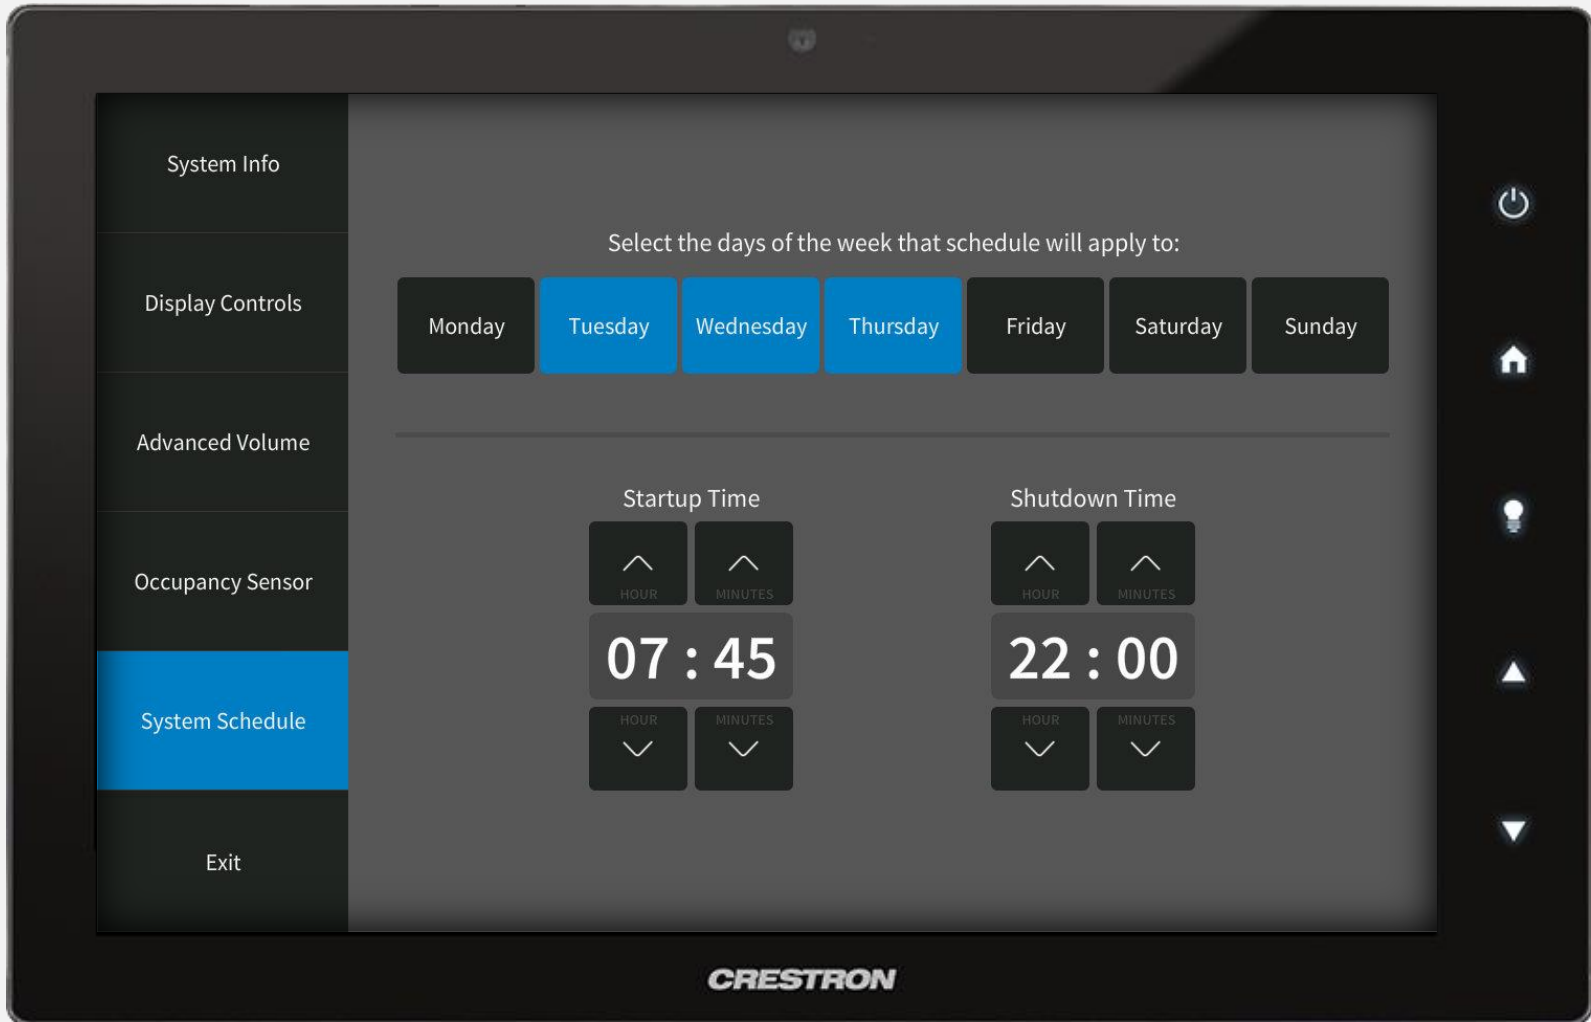 System Info
Display Controls
Advanced Volume
Occupancy Sensor
System Schedule
Exit
Select the days of the week that schedule will apply to:
Monday Tuesday Wednesday Thursday Friday Saturday Sunday
Startup Time
HOUR MINUTES
07 : 45
HOUR MINUTES
Shutdown Time
HOUR MINUTES
22 : 00
HOUR MINUTES
CRESTRON